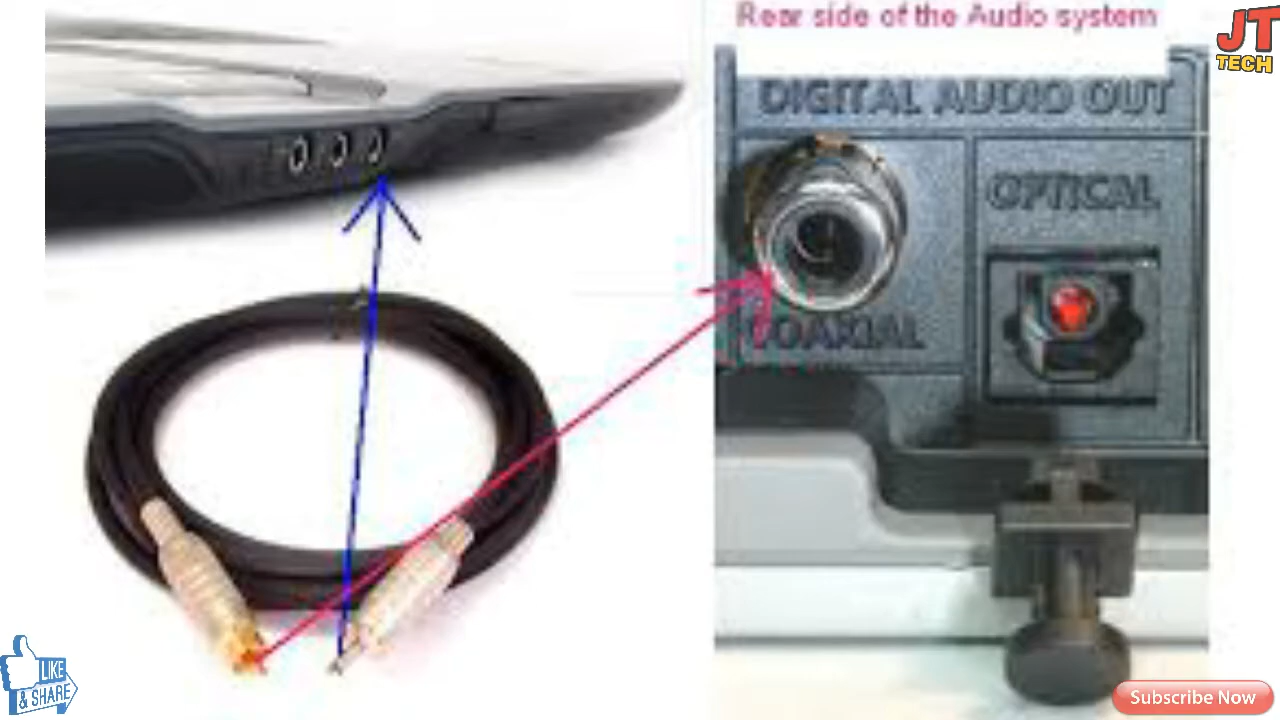 Rear side of the Audio system
JT
TECH
DIGITAL AUDIO OUT
OPTICAL
COAXIAL
LIKE
& SHARE
Subscribe Now